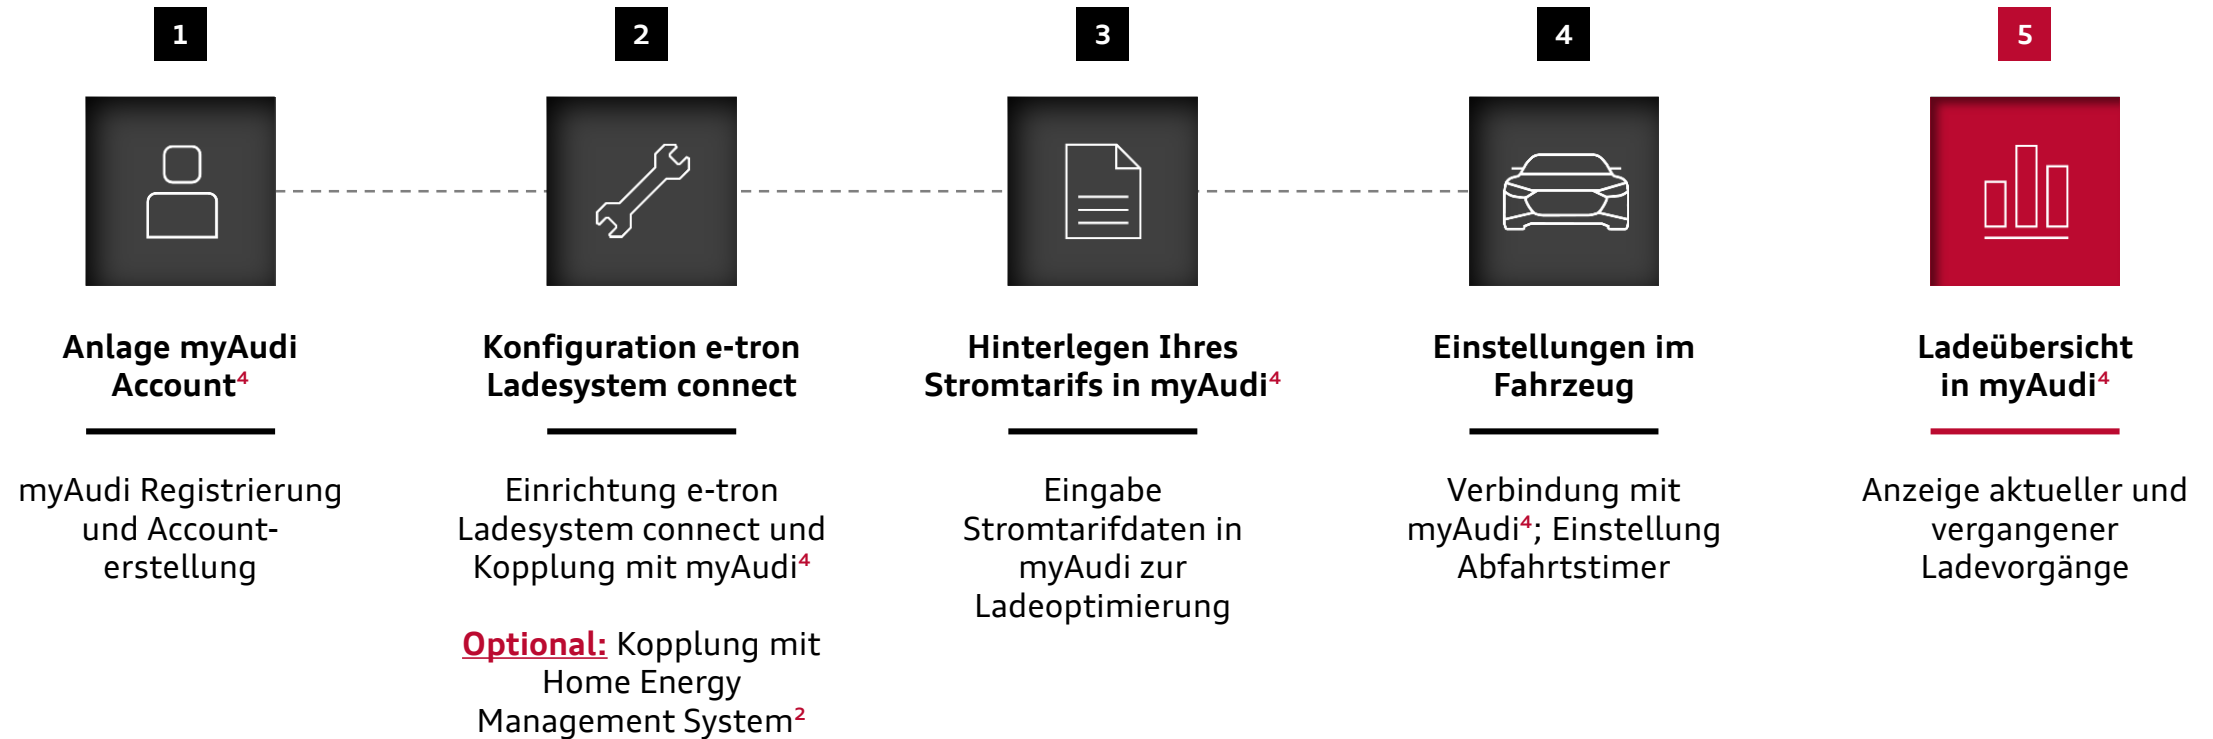 1
Anlage myAudi
Account⁴
myAudi Registrierung
und Account-
erstellung
2
Konfiguration e-tron
Ladesystem connect
Einrichtung e-tron
Ladesystem connect und
Kopplung mit myAudi⁴
Optional: Kopplung mit
Home Energy
Management System²
3
Hinterlegen Ihres
Stromtarifs in myAudi⁴
Eingabe
Stromtarifdaten in
myAudi zur
Ladeoptimierung
4
Einstellungen im
Fahrzeug
Verbindung mit
myAudi⁴; Einstellung
Abfahrtstimer
5
Ladeübersicht
in myAudi⁴
Anzeige aktueller und
vergangener
Ladevorgänge